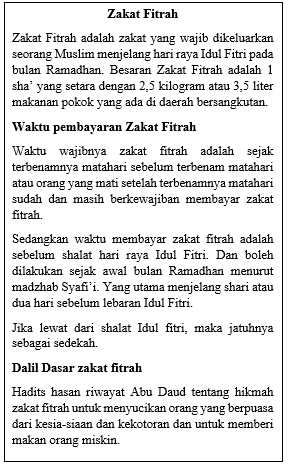 Zakat Fitrah
Zakat Fitrah adalah zakat yang wajib dikeluarkan
seorang Muslim menjelang hari raya Idul Fitri pada
bulan Ramadhan. Besaran Zakat Fitrah adalah 1
sha’ yang setara dengan 2,5 kilogram atau 3,5 liter
makanan pokok yang ada di daerah bersangkutan.
Waktu pembayaran Zakat Fitrah
Waktu wajibnya zakat fitrah adalah sejak
terbenamnya matahari sebelum terbenam matahari
atau orang yang mati setelah terbenamnya matahari
sudah dan masih berkewajiban membayar zakat
fitrah.
Sedangkan waktu membayar zakat fitrah adalah
sebelum shalat hari raya Idul Fitri. Dan boleh
dilakukan sejak awal bulan Ramadhan menurut
madzhab Syafi’i. Yang utama menjelang shari atau
dua hari sebelum lebaran Idul Fitri.
Jika lewat dari shalat Idul fitri, maka jatuhnya
sebagai sedekah.
Dalil Dasar zakat fitrah
Hadits hasan riwayat Abu Daud tentang hikmah
zakat fitrah untuk menyucikan orang yang berpuasa
dari kesia-siaan dan kekotoran dan untuk memberi
makan orang miskin.